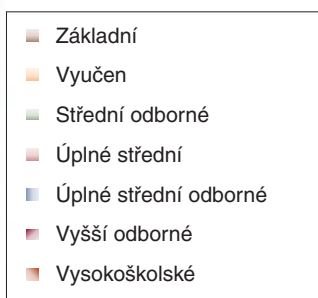 Základní
Vyučen
Střední odborné
Úplné střední
Úplné střední odborné
Vyšší odborné
Vysokoškolské